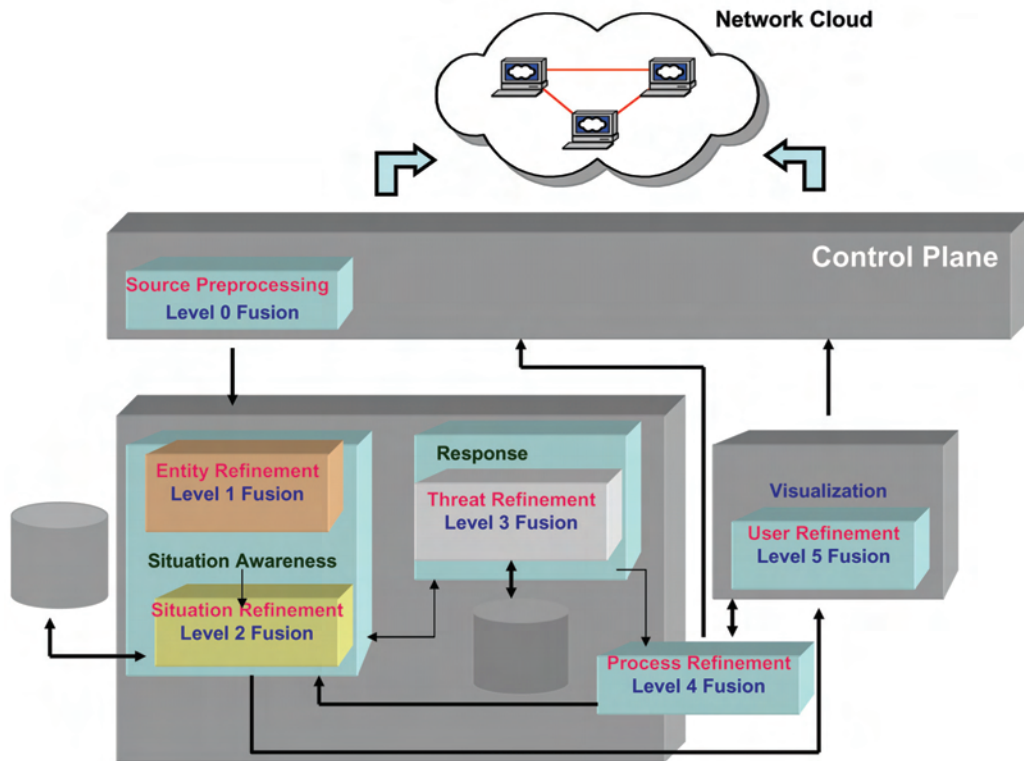 Network Cloud
Control Plane
Source Preprocessing
Level 0 Fusion
Entity Refinement
Level 1 Fusion
Situation Awareness
Situation Refinement
Level 2 Fusion
Response
Threat Refinement
Level 3 Fusion
Visualization
User Refinement
Level 5 Fusion
Process Refinement
Level 4 Fusion